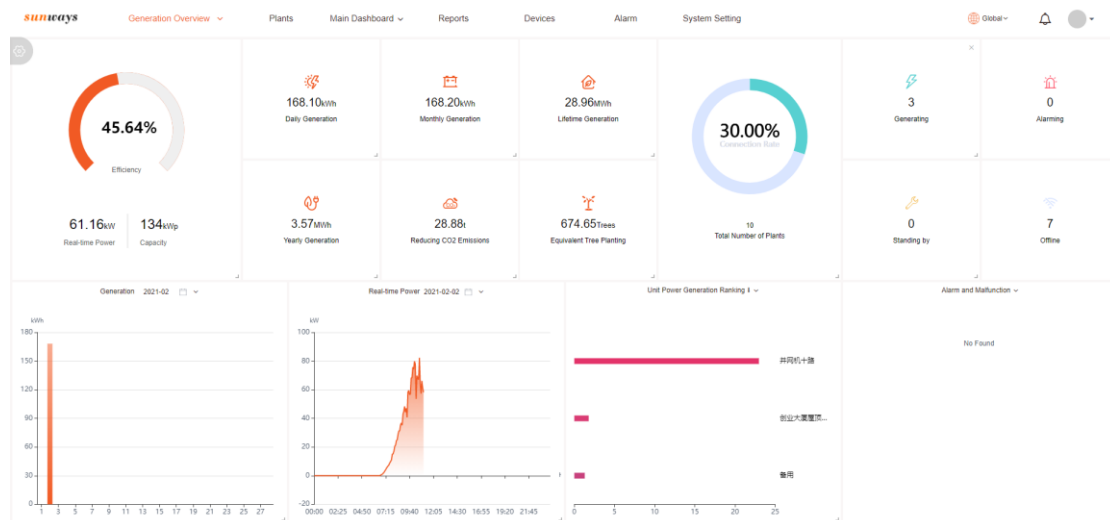 sunways Generation Overview Plants Main Dashboard Reports Devices Alarm System Setting Global
45.64%
Efficiency
61.16kW 134kWp
Real-time Power Capacity
168.10kWh
Daily Generation
168.20kWh
Monthly Generation
28.96MWh
Lifetime Generation
3.57MWh
Yearly Generation
28.88t
Reducing CO2 Emissions
674.65Trees
Equivalent Tree Planting
30.00%
Connection Rate
10
Total Number of Plants
3
Generating
0
Alarming
0
Standing by
7
Offline
Generation 2021-02
kWh
180
150
120
90
60
30
0
1 3 5 7 9 11 13 15 17 19 21 23 25 27
Real-time Power 2021-02-02
kW
100
80
60
40
20
0
-20
00:00 02:25 04:50 07:15 09:40 12:05 14:30 16:55 19:20 21:45
Unit Power Generation Ranking
并网机十路
创业大厦屋顶...
备用
0 5 10 15 20 25
Alarm and Malfunction
No Found